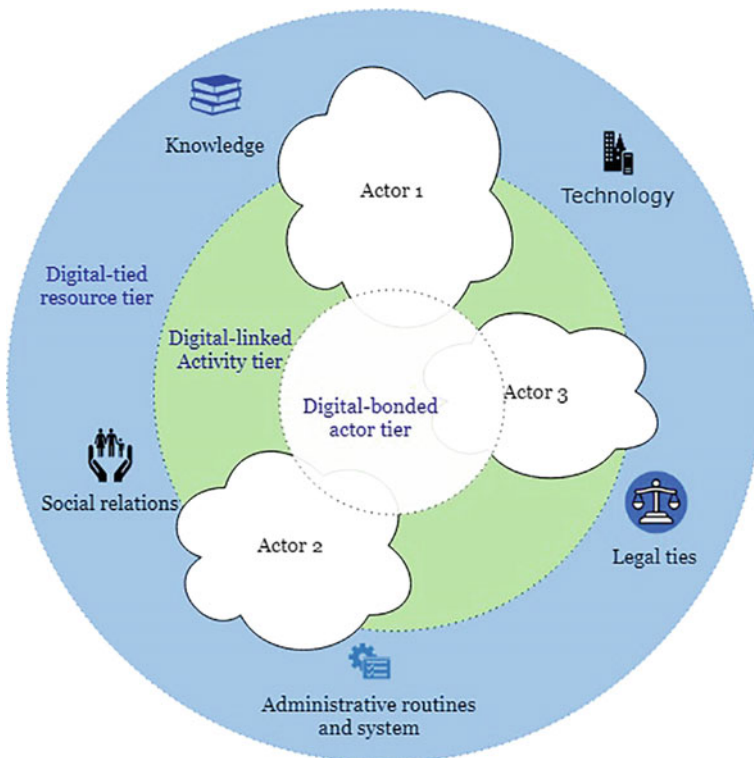 Knowledge
Actor 1
Technology
Digital-tied
resource tier
Digital-linked
Activity tier
Digital-bonded
actor tier
Actor 3
Social relations
Actor 2
Legal ties
Administrative routines
and system